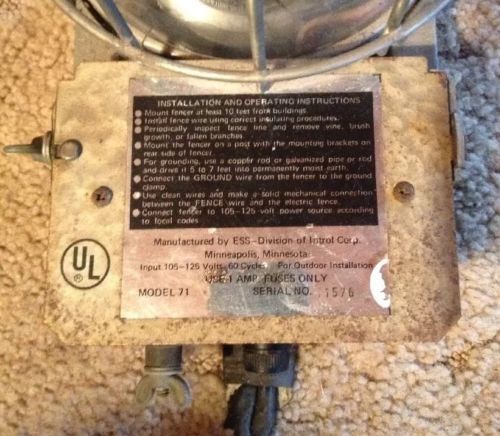 INSTALLATION AND OPERATING INSTRUCTIONS
● Mount fencer at least 10 feet from buildings.
● Install fence wire using correct insulating procedures.
● Periodically inspect fence line and remove vine, brush
growth, or fallen branches.
● Mount the fencer on a post with the mounting brackets on
rear side of fencer.
● For grounding, use a copper rod or galvanized pipe or rod
and drive it 5 to 7 feet into permanently moist earth.
● Connect the GROUND wire from the fencer to the ground
clamp.
● Use clean wires and make a solid mechanical connection
between the FENCE wire and the electric fence.
● Connect fencer to 105-125 volt power source according
to local codes.
Manufactured by ESS-Division of Introl Corp.
Minneapolis, Minnesota
Input 105-125 Volts, 60 Cycles For Outdoor Installation
USE 1 AMP. FUSES ONLY
MODEL 71 SERIAL NO. 1576
UL
®